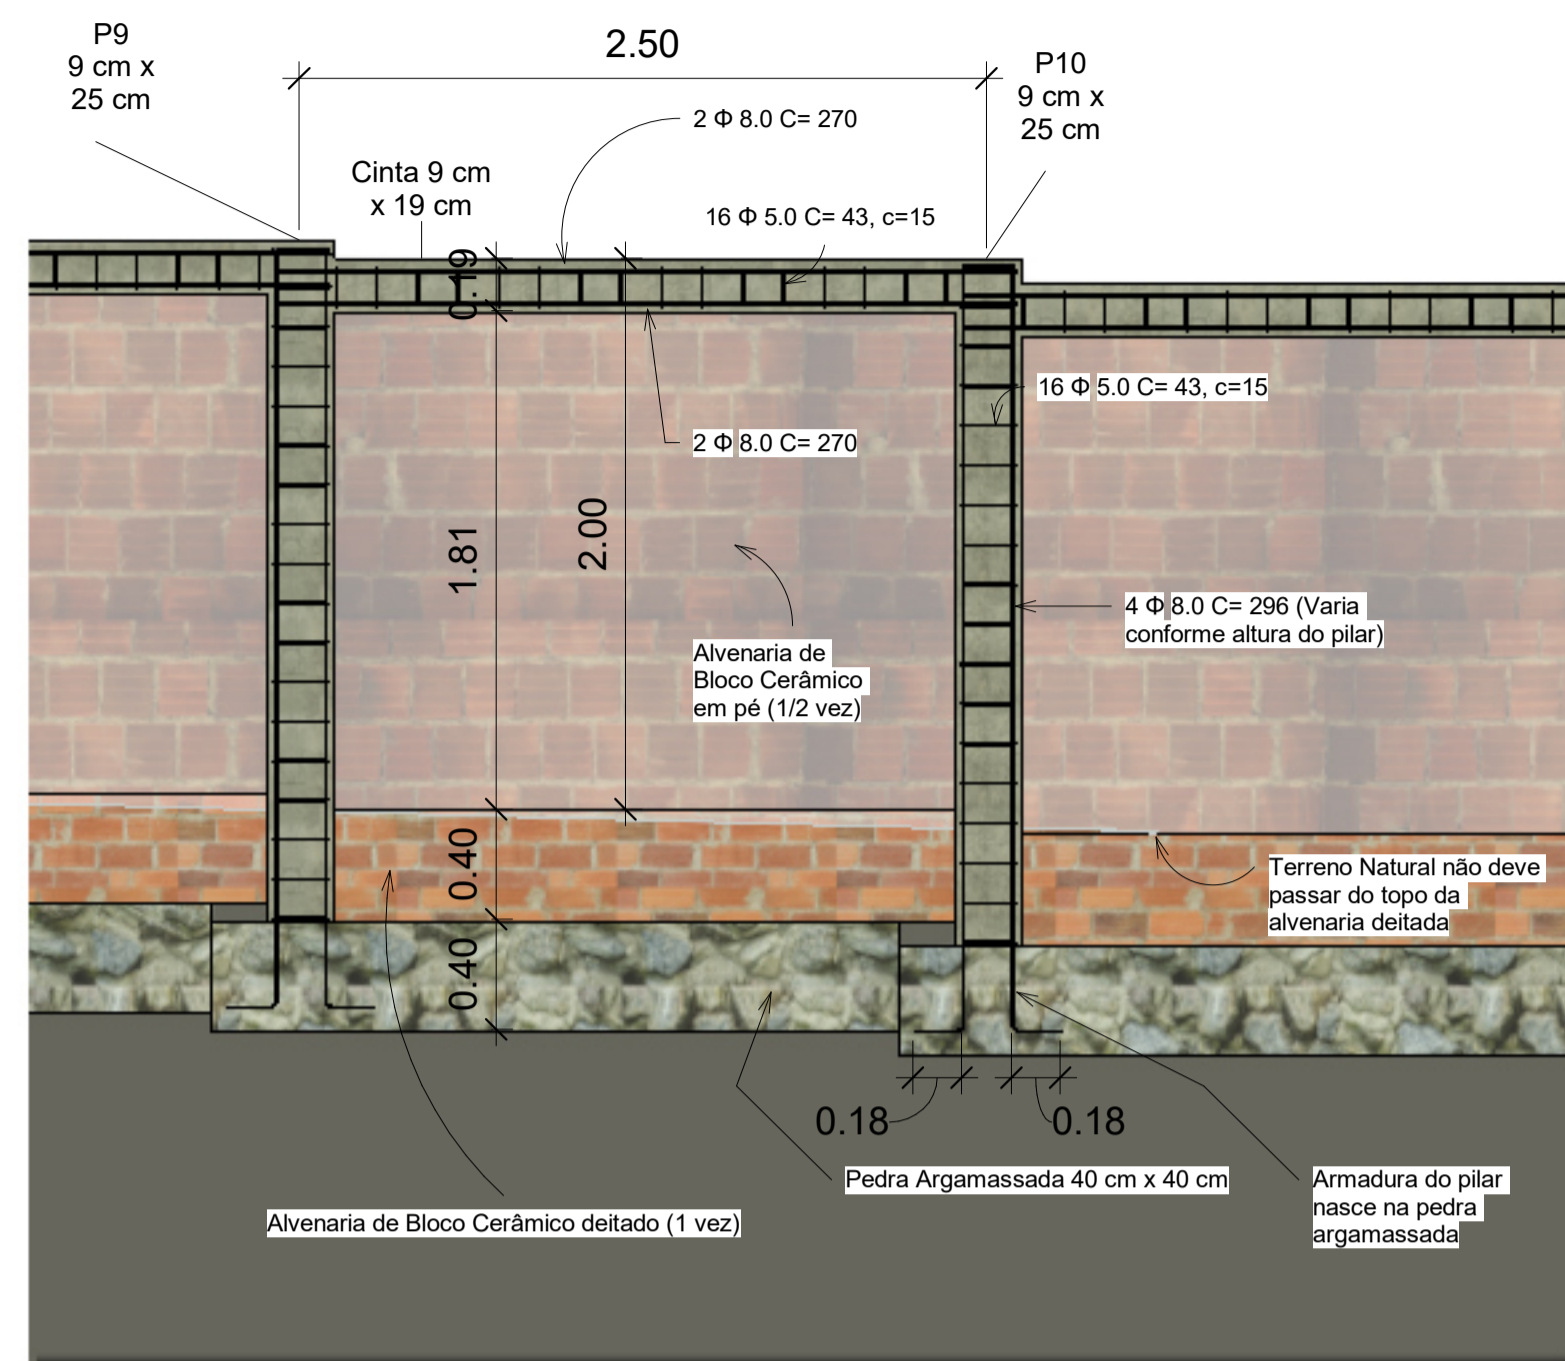 P9
9 cm x
25 cm
2.50
P10
9 cm x
25 cm
2 Φ 8.0 C= 270
Cinta 9 cm
x 19 cm
16 Φ 5.0 C= 43, c=15
0.19
16 Φ 5.0 C= 43, c=15
2 Φ 8.0 C= 270
1.81
2.00
4 Φ 8.0 C= 296 (Varia
conforme altura do pilar)
Alvenaria de
Bloco Cerâmico
em pé (1/2 vez)
0.40
Terreno Natural não deve
passar do topo da
alvenaria deitada
0.40
0.18
0.18
Pedra Argamassada 40 cm x 40 cm
Armadura do pilar
nasce na pedra
argamassada
Alvenaria de Bloco Cerâmico deitado (1 vez)